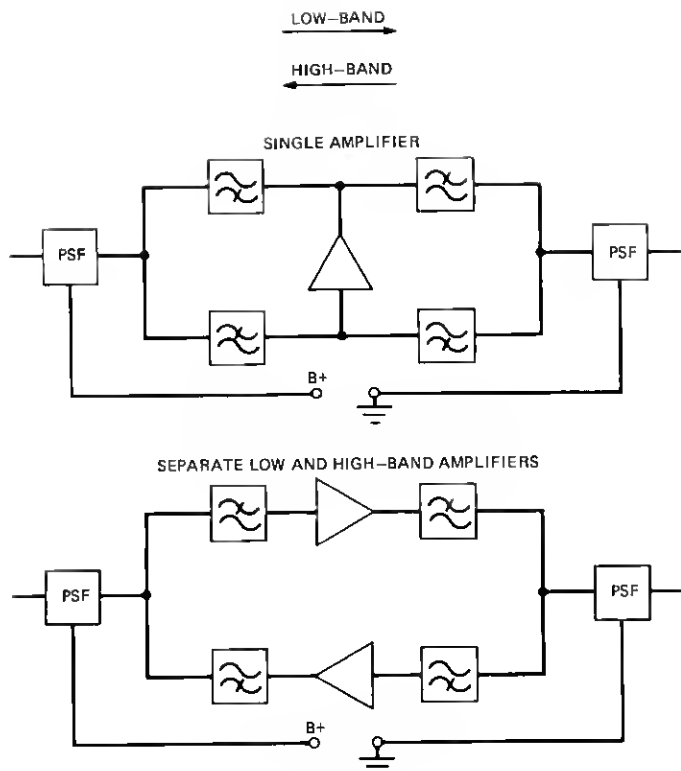 LOW–BAND
HIGH–BAND
SINGLE AMPLIFIER
PSF
PSF
B+
SEPARATE LOW AND HIGH–BAND AMPLIFIERS
PSF
PSF
B+